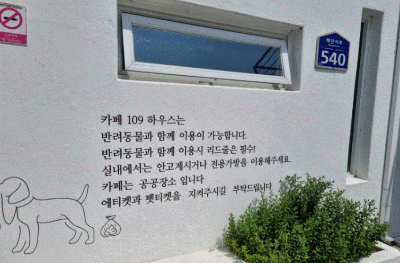 540
카페 109 하우스는
반려동물과 함께 이용이 가능합니다.
반려동물과 함께 이용시 리드줄은 필수!
실내에서는 안고계시거나 전용가방을 이용해주세요.
카페는 공공장소 입니다
에티켓과 펫티켓을 지켜주시길 부탁드립니다